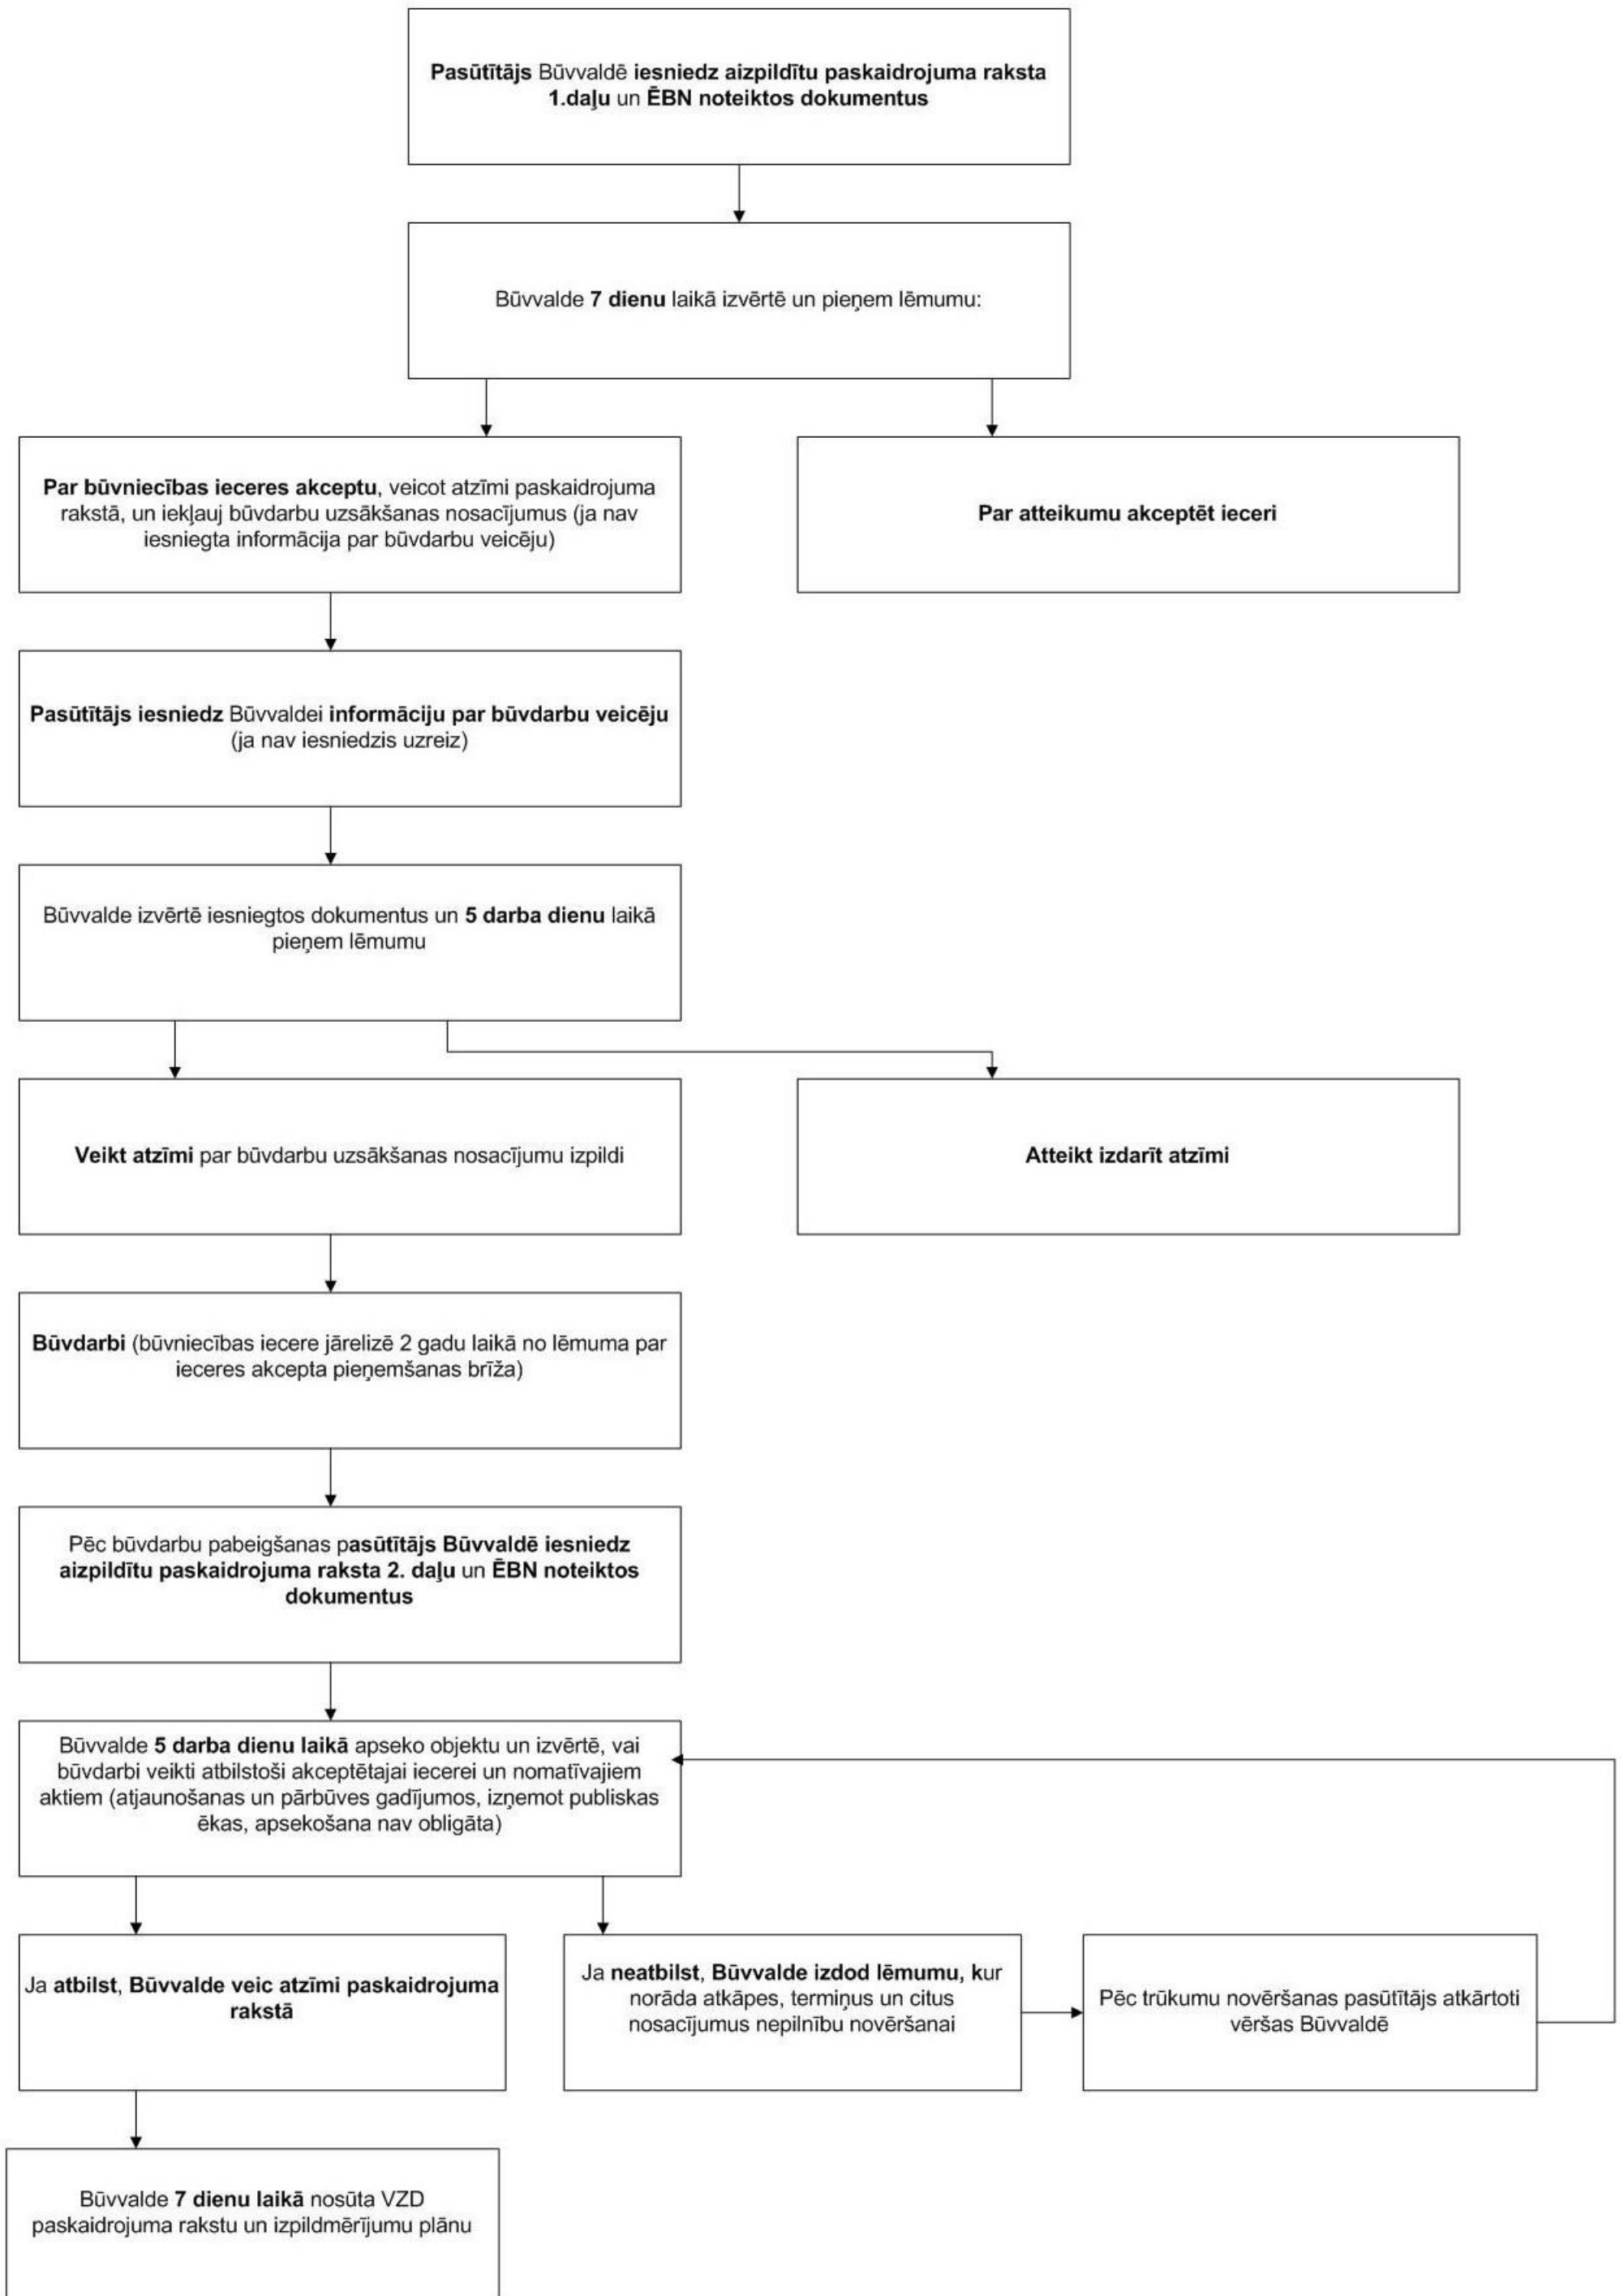 Pasūtītājs Būvvaldē iesniedz aizpildītu paskaidrojuma raksta
1.daļu un ĒBN noteiktos dokumentus
Būvvalde 7 dienu laikā izvērtē un pieņem lēmumu:
Par būvniecības ieceres akceptu, veicot atzīmi paskaidrojuma
rakstā, un iekļauj būvdarbu uzsākšanas nosacījumus (ja nav
iesniegta informācija par būvdarbu veicēju)
Par atteikumu akceptēt ieceri
Pasūtītājs iesniedz Būvvaldei informāciju par būvdarbu veicēju
(ja nav iesniedzis uzreiz)
Būvvalde izvērtē iesniegtos dokumentus un 5 darba dienu laikā
pieņem lēmumu
Veikt atzīmi par būvdarbu uzsākšanas nosacījumu izpildi
Atteikt izdarīt atzīmi
Būvdarbi (būvniecības iecere jārelizē 2 gadu laikā no lēmuma par
ieceres akcepta pieņemšanas brīža)
Pēc būvdarbu pabeigšanas pasūtītājs Būvvaldē iesniedz
aizpildītu paskaidrojuma raksta 2. daļu un ĒBN noteiktos
dokumentus
Būvvalde 5 darba dienu laikā apseko objektu un izvērtē, vai
būvdarbi veikti atbilstoši akceptētajai iecerei un nomatīvajiem
aktiem (atjaunošanas un pārbūves gadījumos, izņemot publiskas
ēkas, apsekošana nav obligāta)
Ja atbilst, Būvvalde veic atzīmi paskaidrojuma
rakstā
Ja neatbilst, Būvvalde izdod lēmumu, kur
norāda atkāpes, termiņus un citus
nosacījumus nepilnību novēršanai
Pēc trūkumu novēršanas pasūtītājs atkārtoti
vēršas Būvvaldē
Būvvalde 7 dienu laikā nosūta VZD
paskaidrojuma rakstu un izpildmērījumu plānu